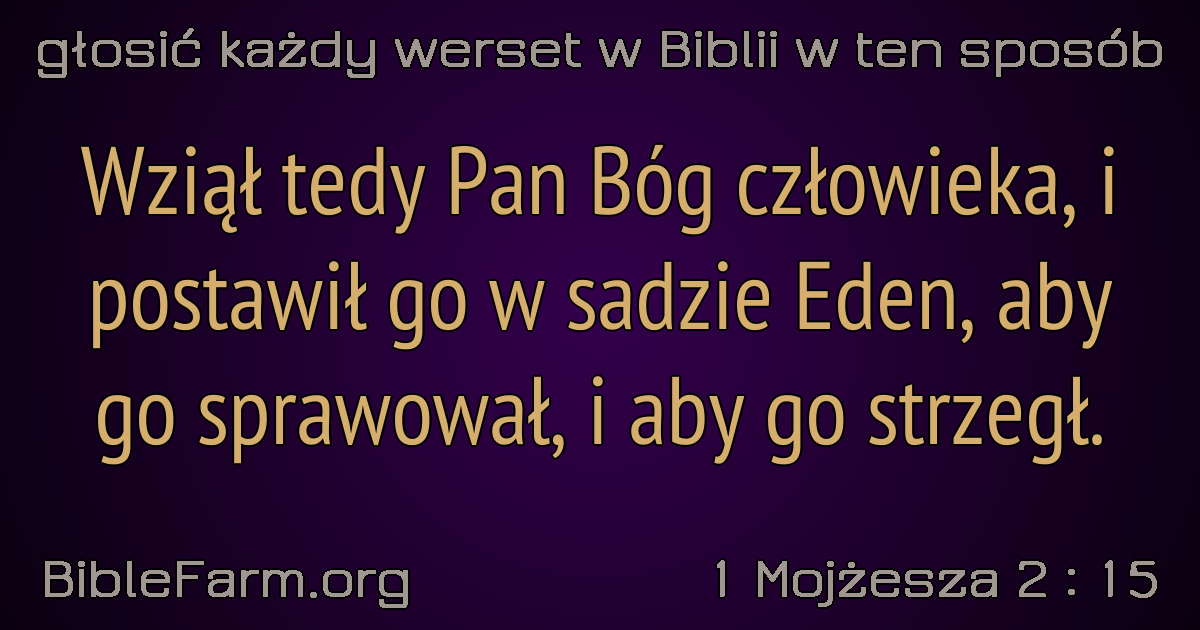 głosić każdy werset w Biblii w ten sposób
Wziął tedy Pan Bóg człowieka, i
postawił go w sadzie Eden, aby
go sprawował, i aby go strzegł.
BibleFarm.org
1 Mojżesza 2 : 15